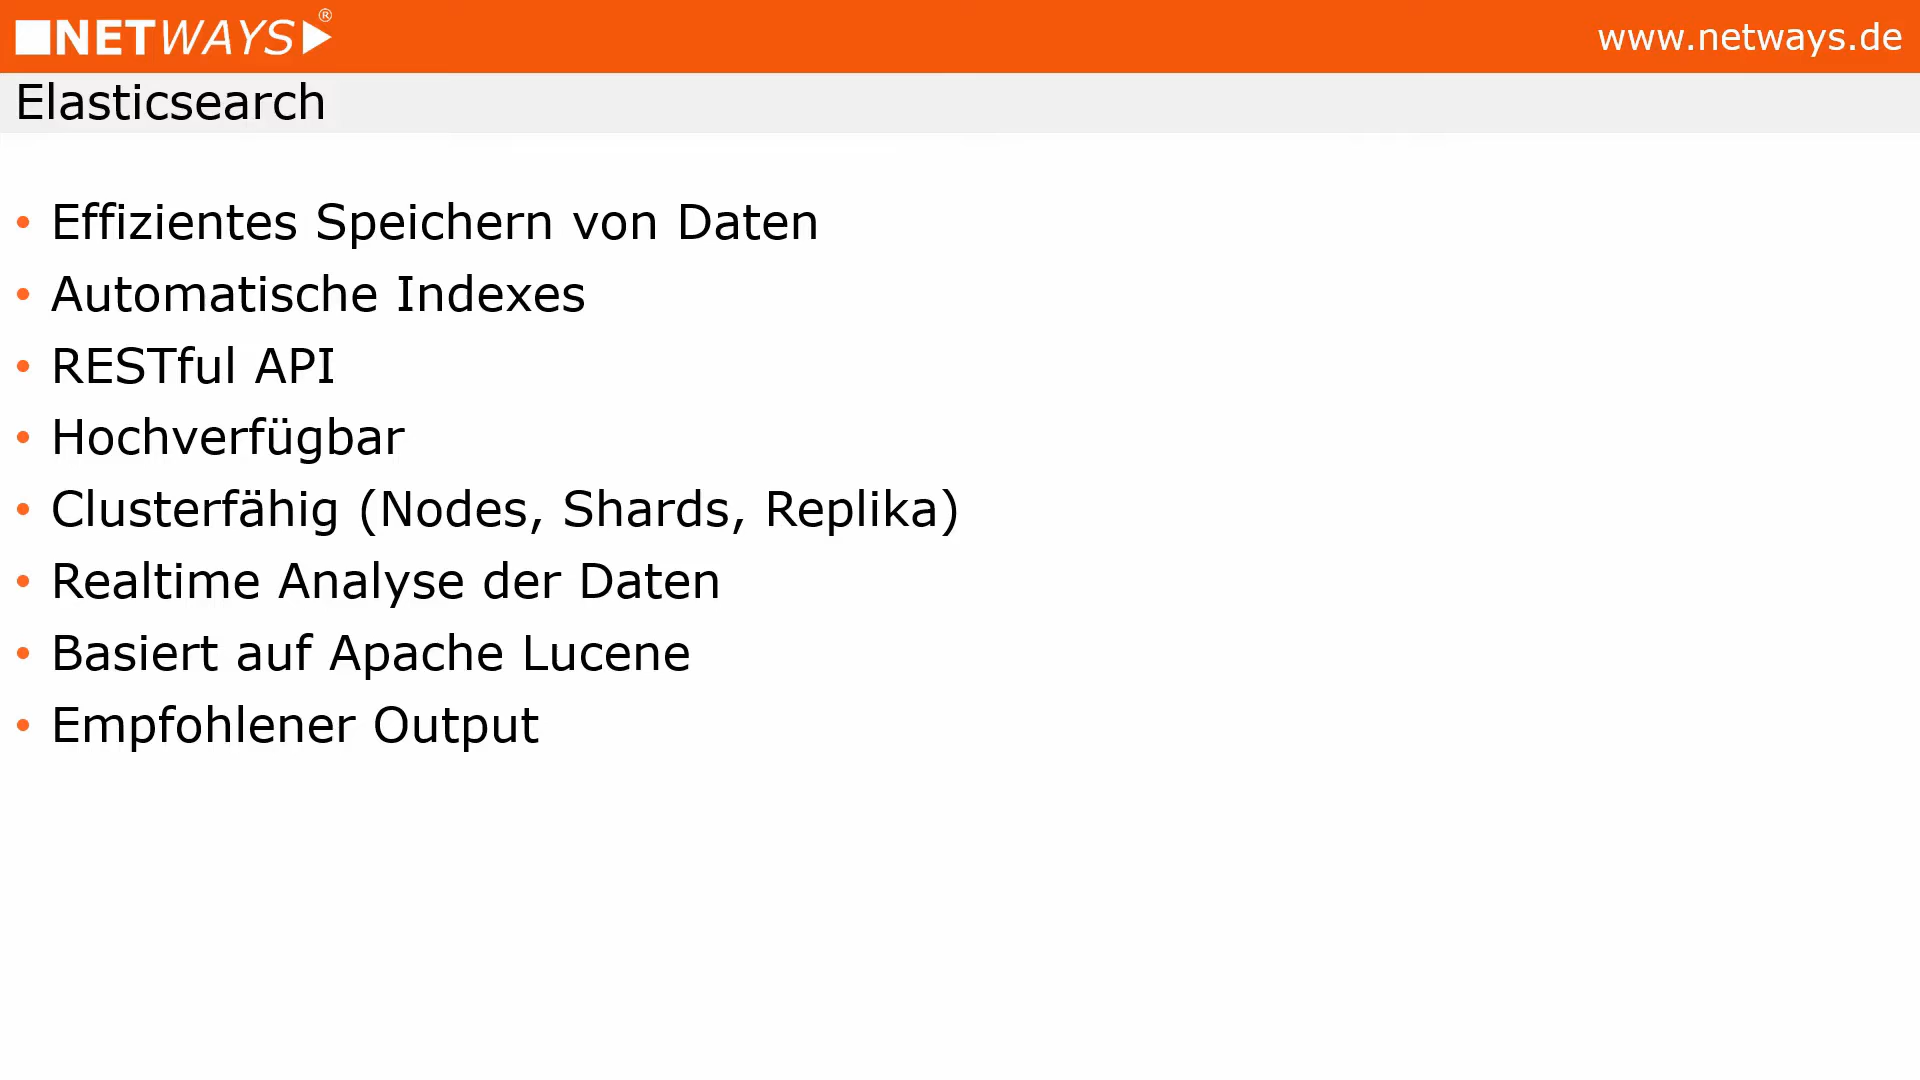 NETWAYS®
www.netways.de
Elasticsearch
• Effizientes Speichern von Daten
• Automatische Indexes
• RESTful API
• Hochverfügbar
• Clusterfähig (Nodes, Shards, Replika)
• Realtime Analyse der Daten
• Basiert auf Apache Lucene
• Empfohlener Output